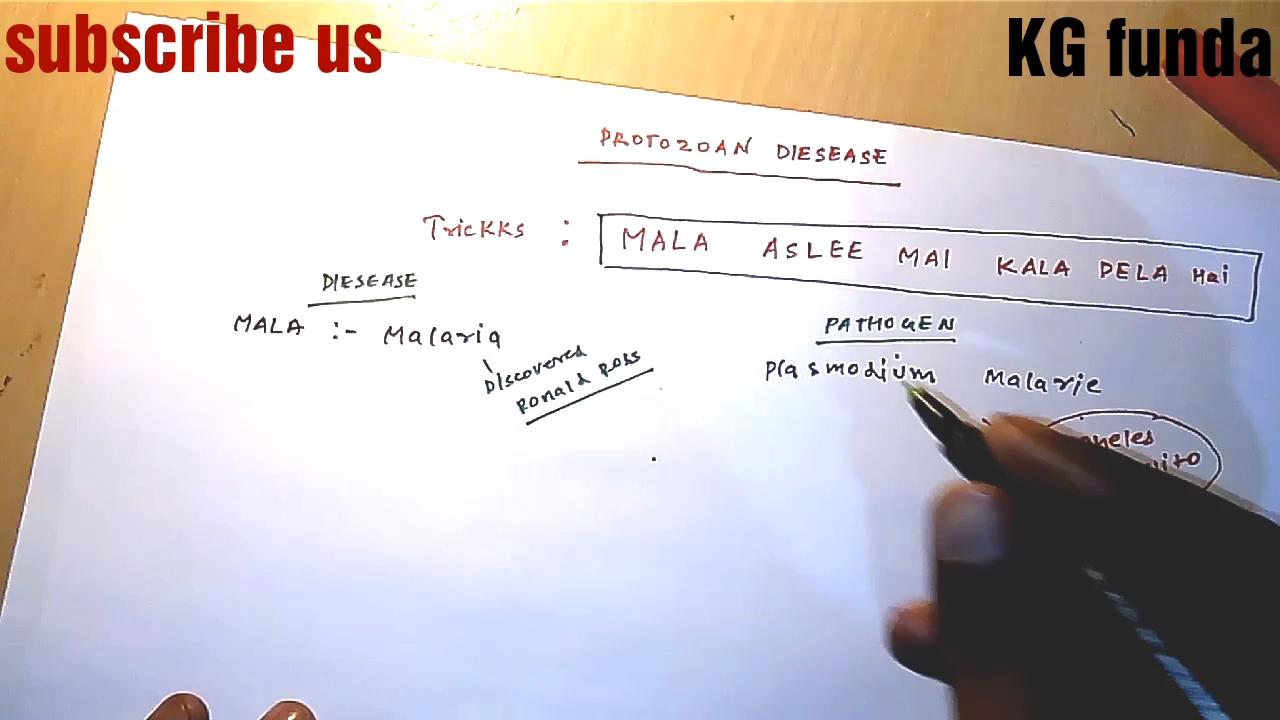 subscribe us
KG funda
PROTOZOAN DIESEASE
TricKKs : MALA ASLEE MAI KALA PELA Hai
DIESEASE
MALA :- Malaria
Discovered
Ronald Ross
PATHOGEN
Plasmodium Malarie